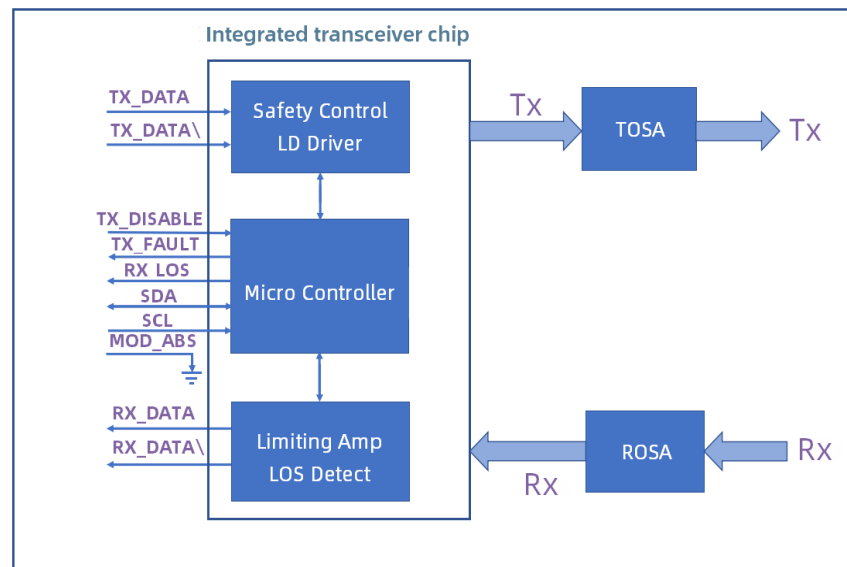 Integrated transceiver chip
TX_DATA
TX_DATA\
Safety Control
LD Driver
Tx
TOSA
Tx
TX_DISABLE
TX_FAULT
RX LOS
SDA
SCL
MOD_ABS
Micro Controller
RX_DATA
RX_DATA\
Limiting Amp
LOS Detect
Rx
ROSA
Rx